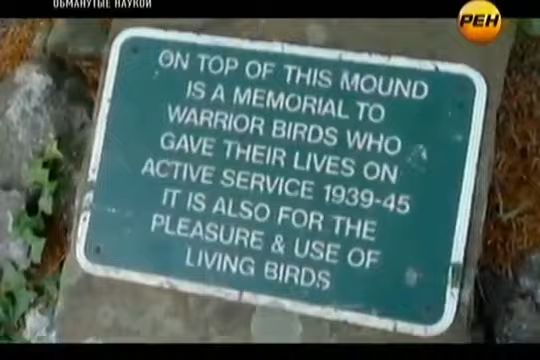 ОБМАНУТЫЕ НАУКОЙ
РЕН
ON TOP OF THIS MOUND
IS A MEMORIAL TO
WARRIOR BIRDS WHO
GAVE THEIR LIVES ON
ACTIVE SERVICE 1939-45
IT IS ALSO FOR THE
PLEASURE & USE OF
LIVING BIRDS